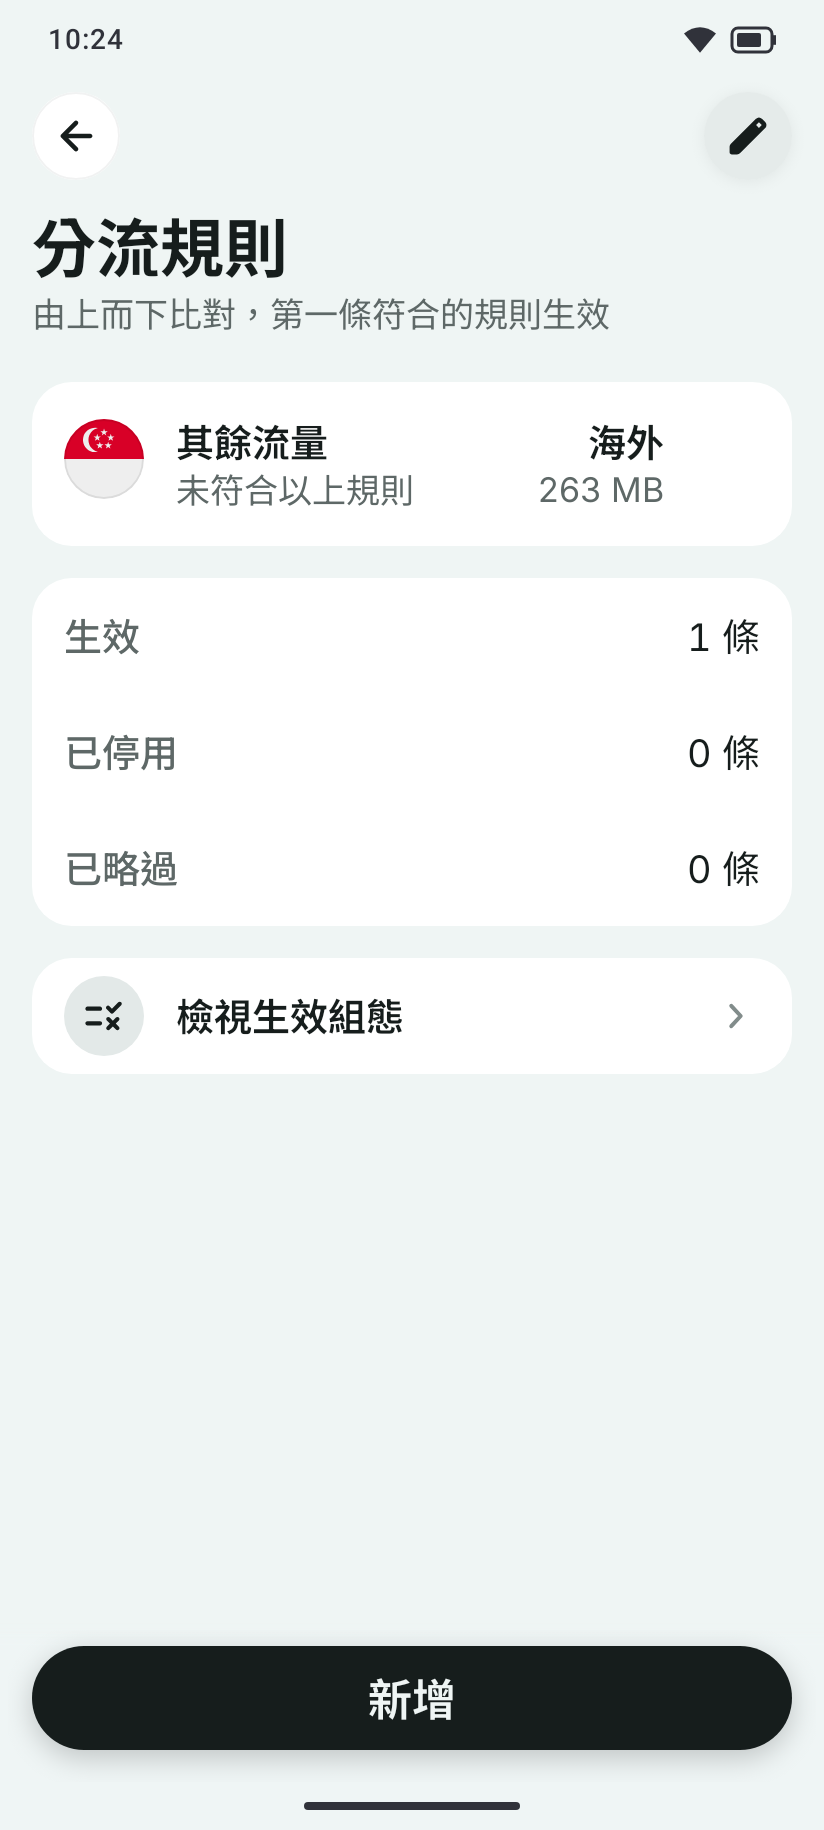 10:24
分流規則
由上而下比對，第一條符合的規則生效
其餘流量
海外
未符合以上規則
263 MB
生效
1 條
已停用
0 條
已略過
0 條
檢視生效組態
新增